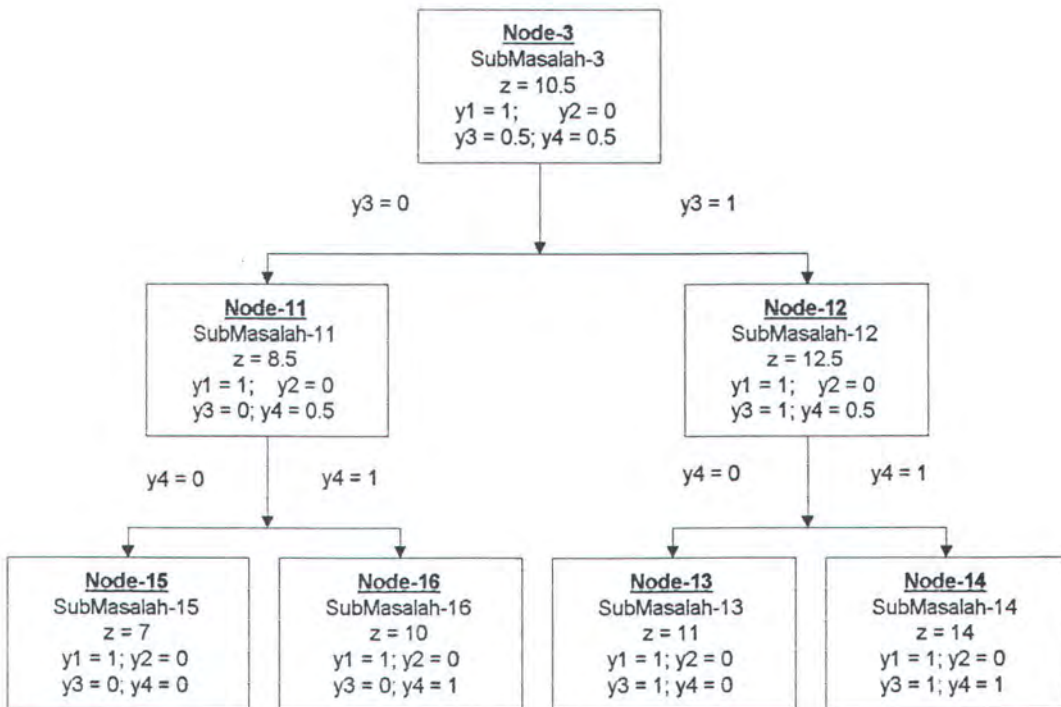 Node-3
SubMasalah-3
z = 10.5
y1 = 1; y2 = 0
y3 = 0.5; y4 = 0.5
y3 = 0
y3 = 1
Node-11
SubMasalah-11
z = 8.5
y1 = 1; y2 = 0
y3 = 0; y4 = 0.5
Node-12
SubMasalah-12
z = 12.5
y1 = 1; y2 = 0
y3 = 1; y4 = 0.5
y4 = 0
y4 = 1
y4 = 0
y4 = 1
Node-15
SubMasalah-15
z = 7
y1 = 1; y2 = 0
y3 = 0; y4 = 0
Node-16
SubMasalah-16
z = 10
y1 = 1; y2 = 0
y3 = 0; y4 = 1
Node-13
SubMasalah-13
z = 11
y1 = 1; y2 = 0
y3 = 1; y4 = 0
Node-14
SubMasalah-14
z = 14
y1 = 1; y2 = 0
y3 = 1; y4 = 1